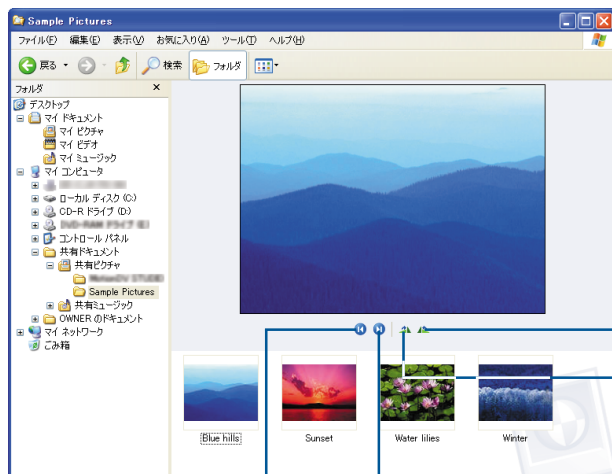 Sample Pictures
ファイル(F) 編集(E) 表示(V) お気に入り(A) ツール(T) ヘルプ(H)
戻る 検索 フォルダ
フォルダ
デスクトップ
マイ ドキュメント
マイ ピクチャ
マイ ビデオ
マイ ミュージック
マイ コンピュータ
ローカル ディスク (C:)
CD-R ドライブ (D:)
コントロール パネル
共有ドキュメント
共有ピクチャ
Sample Pictures
共有ミュージック
OWNER のドキュメント
マイ ネットワーク
ごみ箱
Blue hills Sunset Water lilies Winter